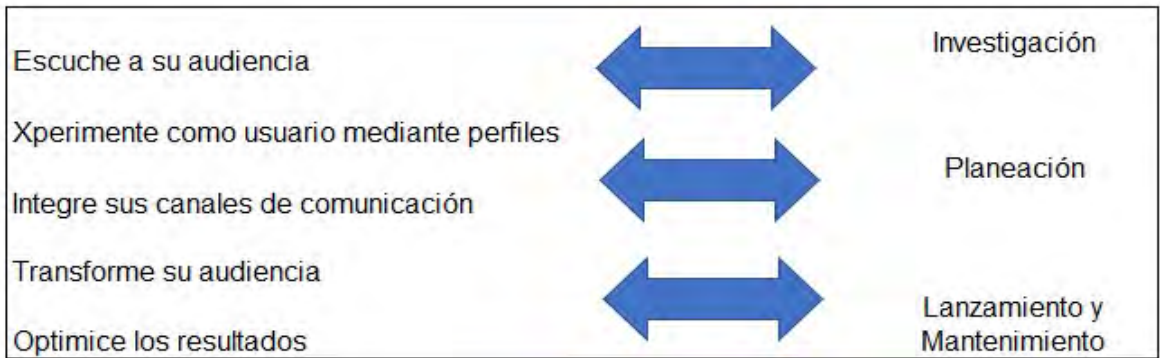 Escuche a su audiencia
Xperimente como usuario mediante perfiles
Integre sus canales de comunicación
Transforme su audiencia
Optimice los resultados
Investigación
Planeación
Lanzamiento y
Mantenimiento